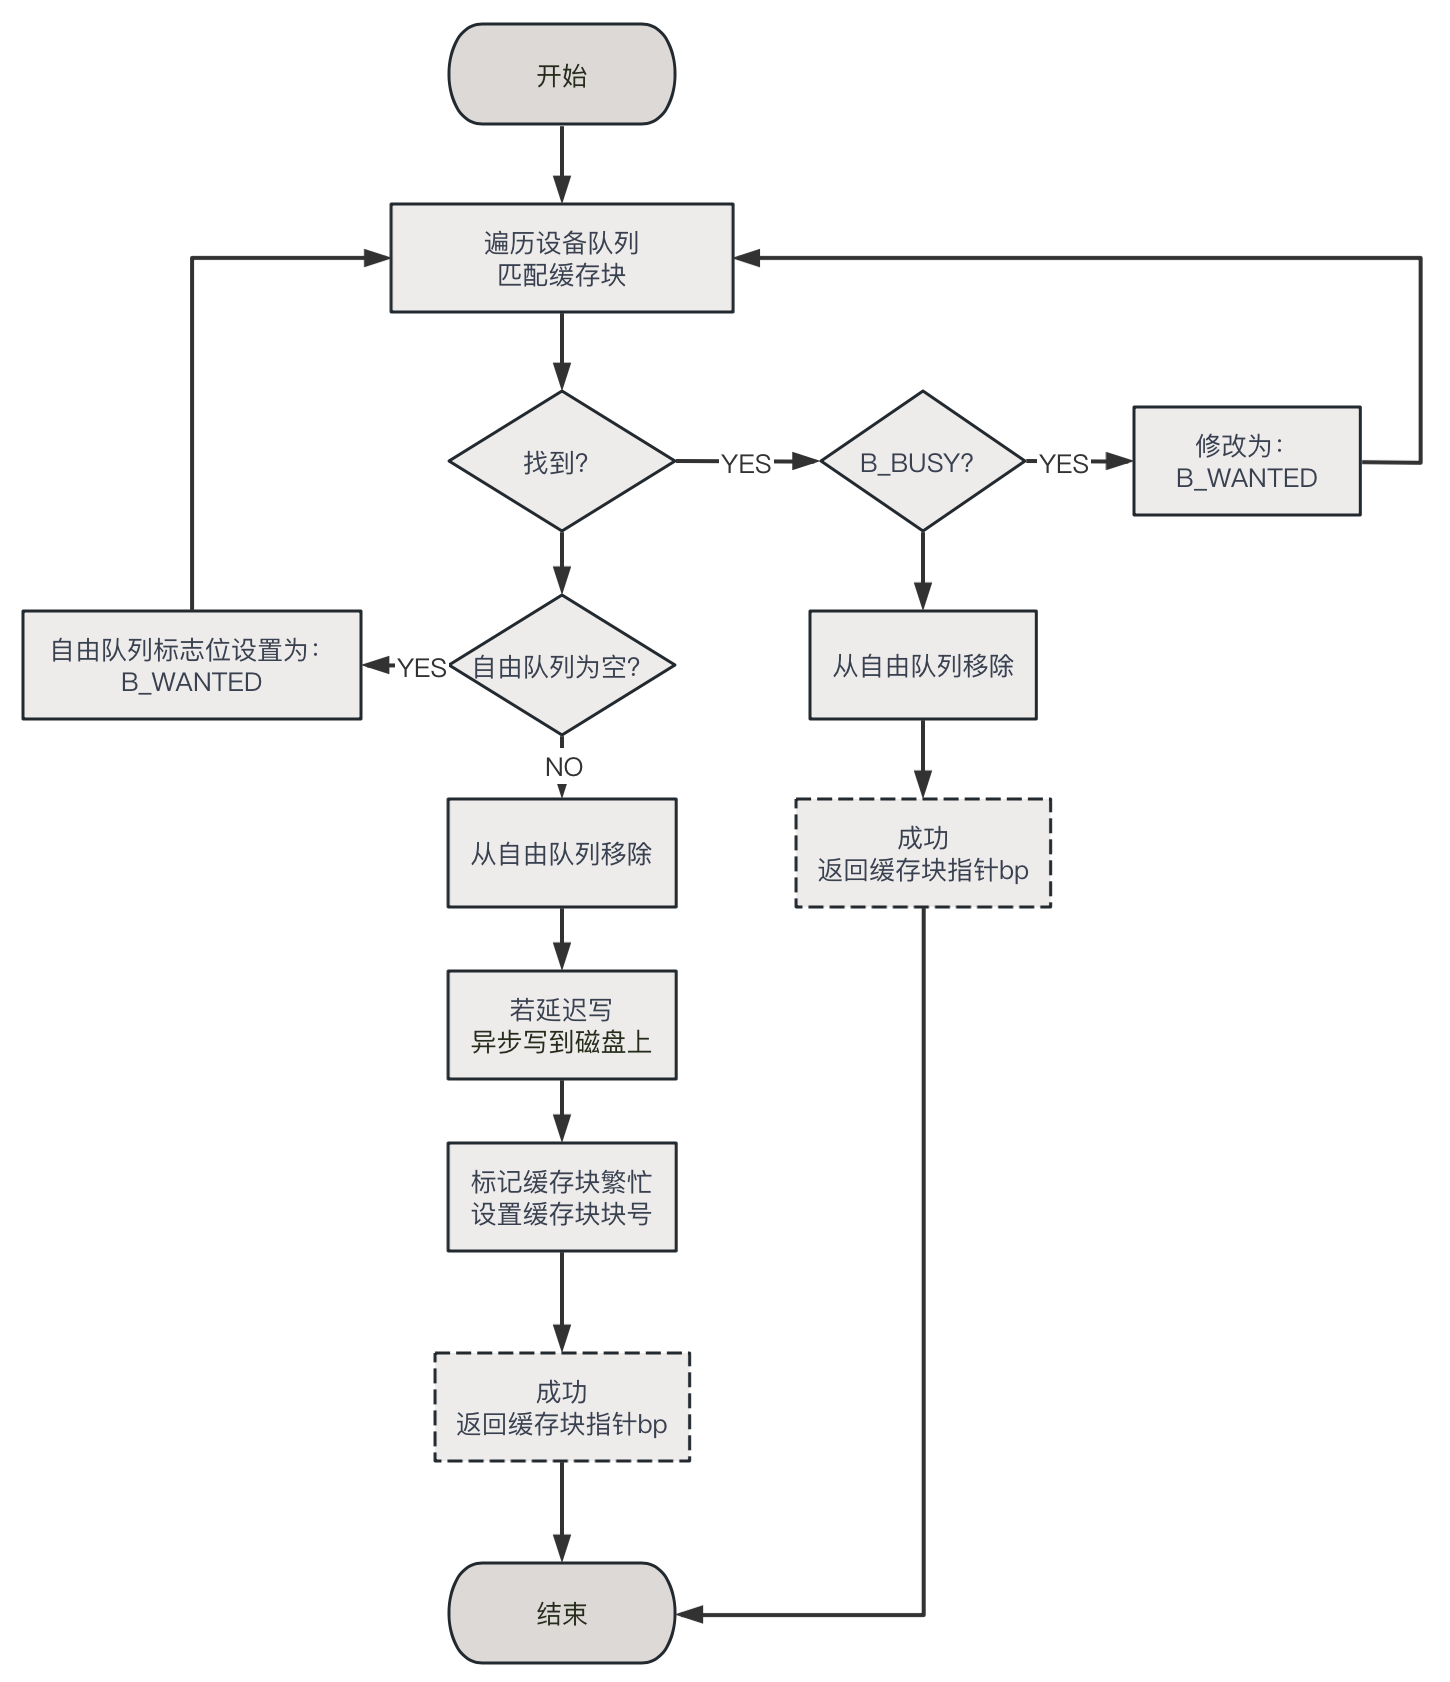 开始
遍历设备队列
匹配缓存块
找到?
YES
B_BUSY?
YES
修改为：
B_WANTED
自由队列标志位设置为：
B_WANTED
YES
自由队列为空?
从自由队列移除
NO
从自由队列移除
成功
返回缓存块指针bp
若延迟写
异步写到磁盘上
标记缓存块繁忙
设置缓存块块号
成功
返回缓存块指针bp
结束